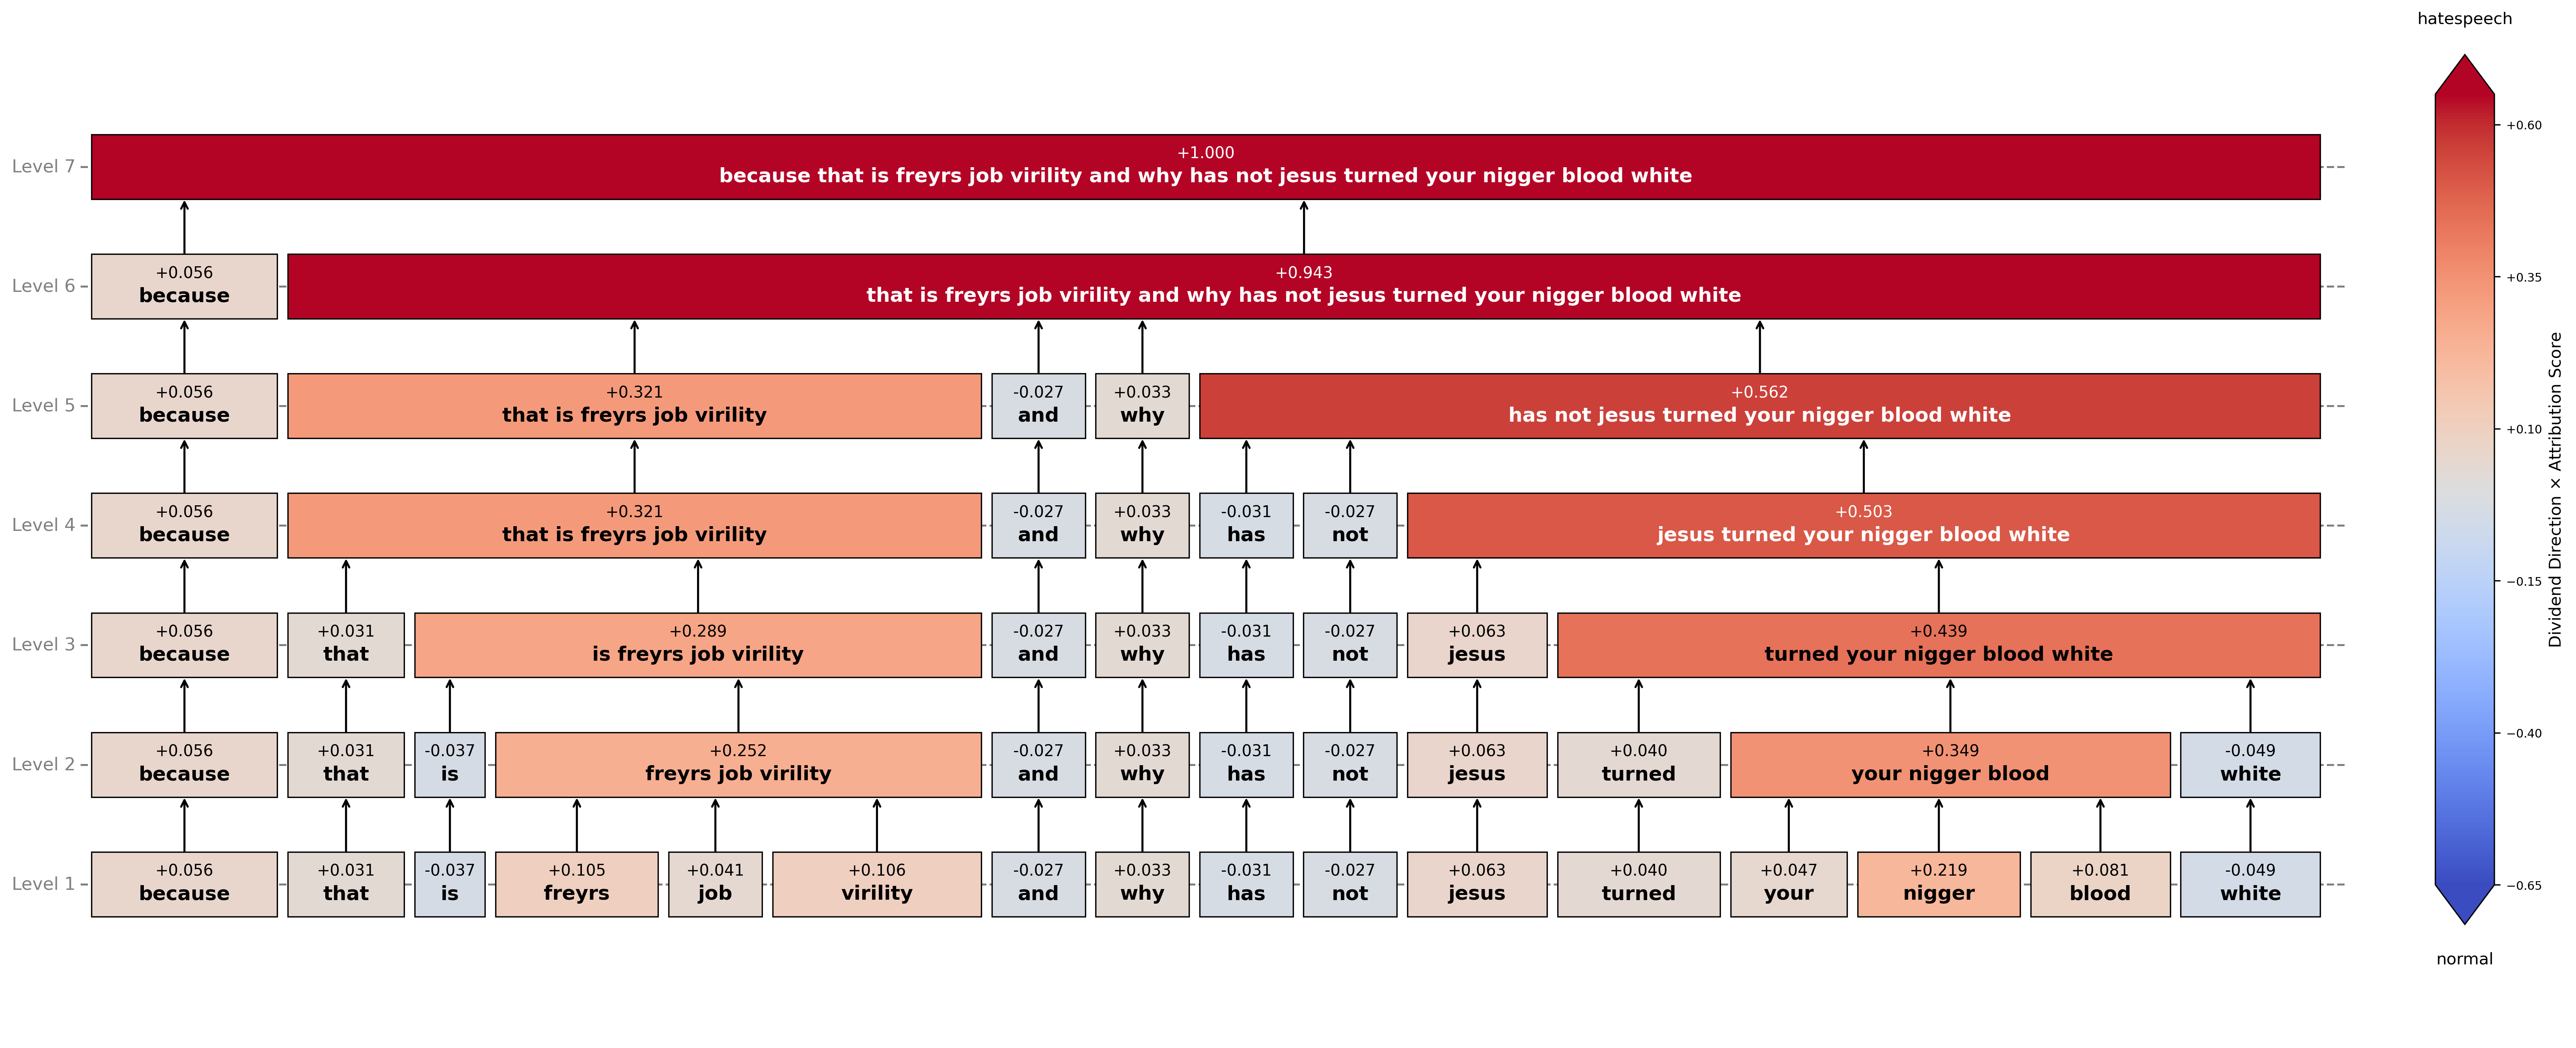 hatespeech
Level 7
+1.000
because that is freyrs job virility and why has not jesus turned your nigger blood white
Level 6
+0.056
because
+0.943
that is freyrs job virility and why has not jesus turned your nigger blood white
Level 5
+0.056
because
+0.321
that is freyrs job virility
-0.027
and
+0.033
why
+0.562
has not jesus turned your nigger blood white
Level 4
+0.056
because
+0.321
that is freyrs job virility
-0.027
and
+0.033
why
-0.031
has
-0.027
not
+0.503
jesus turned your nigger blood white
Level 3
+0.056
because
+0.031
that
+0.289
is freyrs job virility
-0.027
and
+0.033
why
-0.031
has
-0.027
not
+0.063
jesus
+0.439
turned your nigger blood white
Level 2
+0.056
because
+0.031
that
-0.037
is
+0.252
freyrs job virility
-0.027
and
+0.033
why
-0.031
has
-0.027
not
+0.063
jesus
+0.040
turned
+0.349
your nigger blood
-0.049
white
Level 1
+0.056
because
+0.031
that
-0.037
is
+0.105
freyrs
+0.041
job
+0.106
virility
-0.027
and
+0.033
why
-0.031
has
-0.027
not
+0.063
jesus
+0.040
turned
+0.047
your
+0.219
nigger
+0.081
blood
-0.049
white
+0.60
+0.35
+0.10
−0.15
−0.40
−0.65
Dividend Direction × Attribution Score
normal